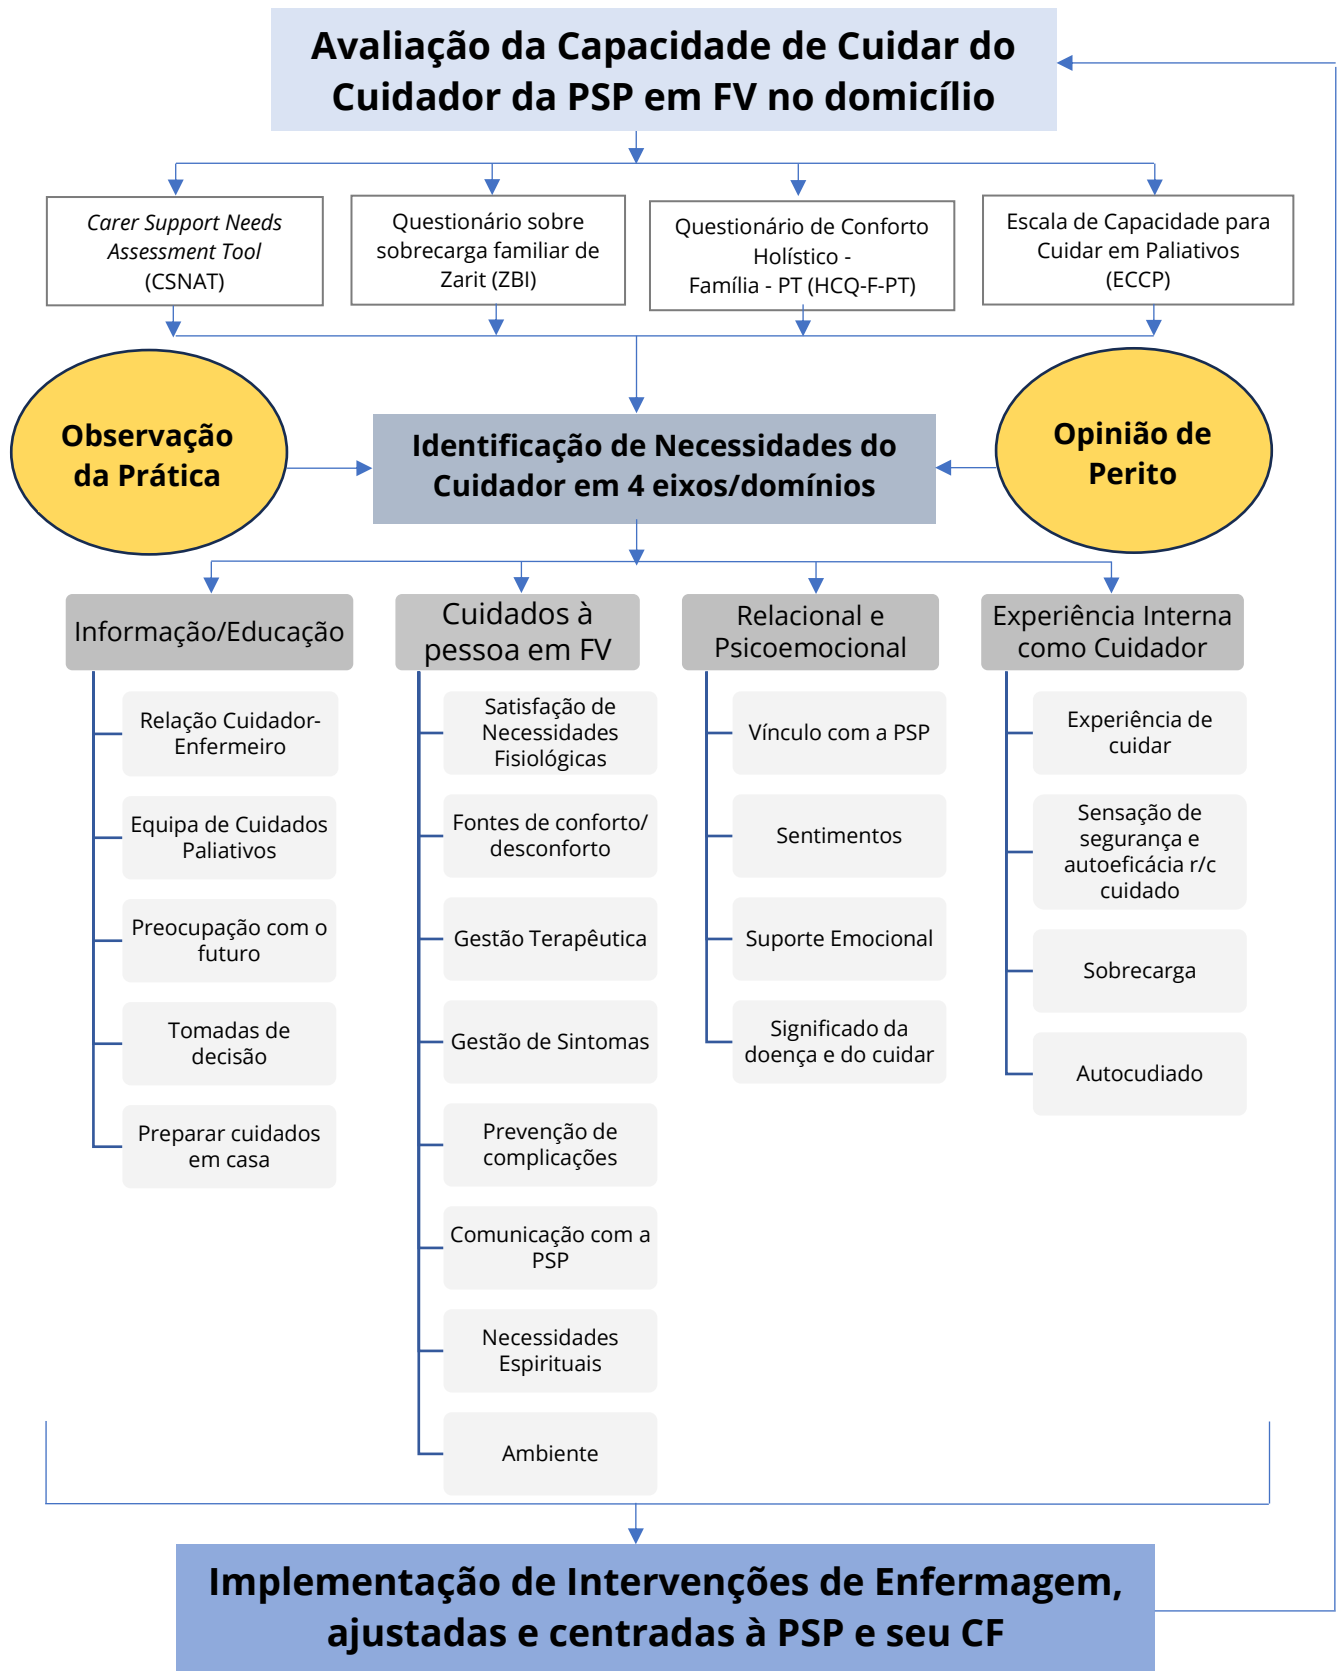 Avaliação da Capacidade de Cuidar do
Cuidador da PSP em FV no domicílio
Carer Support Needs
Assessment Tool
(CSNAT)
Questionário sobre
sobrecarga familiar de
Zarit (ZBI)
Questionário de Conforto
Holístico -
Família - PT (HCQ-F-PT)
Escala de Capacidade para
Cuidar em Paliativos
(ECCP)
Observação
da Prática
Identificação de Necessidades do
Cuidador em 4 eixos/domínios
Opinião de
Perito
Informação/Educação
Relação Cuidador-
Enfermeiro
Equipa de Cuidados
Paliativos
Preocupação com o
futuro
Tomadas de
decisão
Preparar cuidados
em casa
Cuidados à
pessoa em FV
Satisfação de
Necessidades
Fisiológicas
Fontes de conforto/
desconforto
Gestão Terapêutica
Gestão de Sintomas
Prevenção de
complicações
Comunicação com a
PSP
Necessidades
Espirituais
Ambiente
Relacional e
Psicoemocional
Vínculo com a PSP
Sentimentos
Suporte Emocional
Significado da
doença e do cuidar
Experiência Interna
como Cuidador
Experiência de
cuidar
Sensação de
segurança e
autoeficácia r/c
cuidado
Sobrecarga
Autocudiado
Implementação de Intervenções de Enfermagem,
ajustadas e centradas à PSP e seu CF